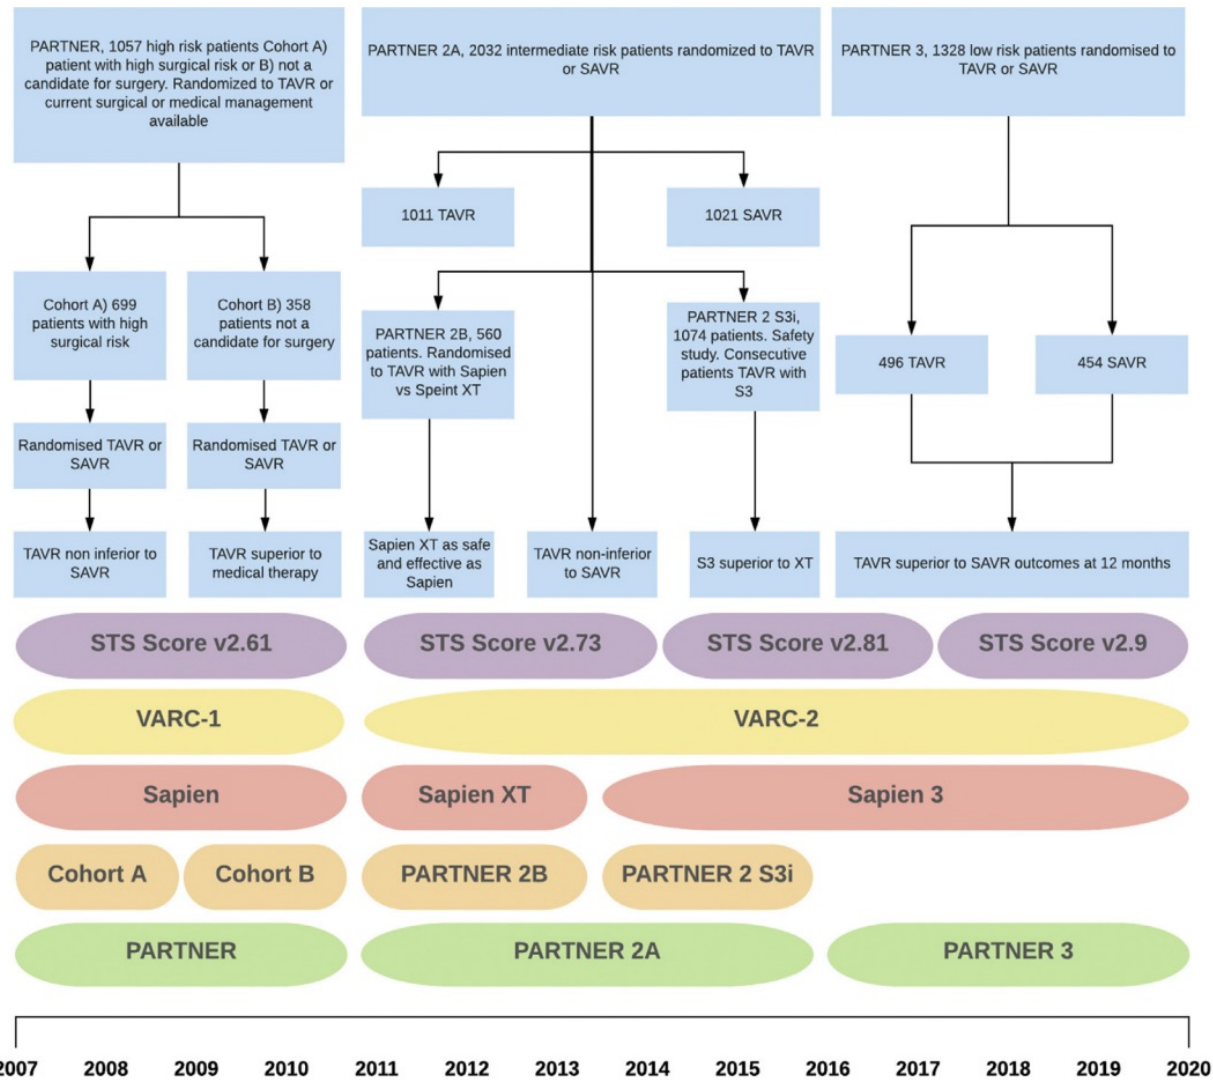 PARTNER, 1057 high risk patients Cohort A)
patient with high surgical risk or B) not a
candidate for surgery. Randomized to TAVR or
current surgical or medical management
available
PARTNER 2A, 2032 intermediate risk patients randomized to TAVR
or SAVR
PARTNER 3, 1328 low risk patients randomised to
TAVR or SAVR
1011 TAVR
1021 SAVR
Cohort A) 699
patients with high
surgical risk
Cohort B) 358
patients not a
candidate for surgery
PARTNER 2B, 560
patients. Randomised
to TAVR with Sapien
vs Speint XT
PARTNER 2 S3i,
1074 patients. Safety
study. Consecutive
patients TAVR with
S3
496 TAVR
454 SAVR
Randomised TAVR or
SAVR
Randomised TAVR or
SAVR
TAVR non inferior to
SAVR
TAVR superior to
medical therapy
Sapien XT as safe
and effective as
Sapien
TAVR non-inferior
to SAVR
S3 superior to XT
TAVR superior to SAVR outcomes at 12 months
STS Score v2.61
STS Score v2.73
STS Score v2.81
STS Score v2.9
VARC-1
VARC-2
Sapien
Sapien XT
Sapien 3
Cohort A
Cohort B
PARTNER 2B
PARTNER 2 S3i
PARTNER
PARTNER 2A
PARTNER 3
2007 2008 2009 2010 2011 2012 2013 2014 2015 2016 2017 2018 2019 2020